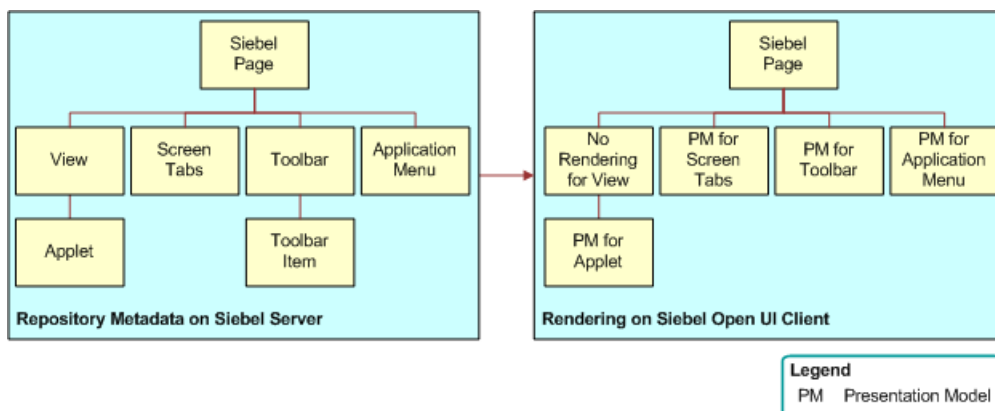 Siebel
Page
View
Screen
Tabs
Toolbar
Application
Menu
Applet
Toolbar
Item
Repository Metadata on Siebel Server
Siebel
Page
No
Rendering
for View
PM for
Screen
Tabs
PM for
Toolbar
PM for
Application
Menu
PM for
Applet
Rendering on Siebel Open UI Client
Legend
PM Presentation Model